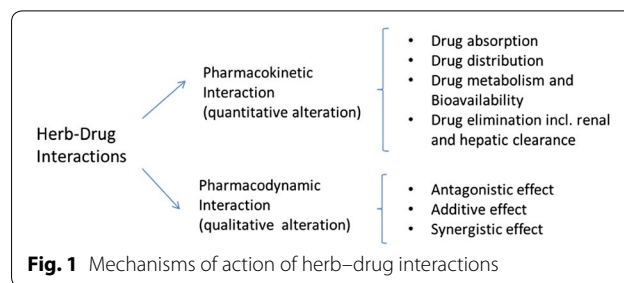 Herb-Drug
Interactions
Pharmacokinetic
Interaction
(quantitative alteration)
• Drug absorption
• Drug distribution
• Drug metabolism and
Bioavailability
• Drug elimination incl. renal
and hepatic clearance
Pharmacodynamic
Interaction
(qualitative alteration)
• Antagonistic effect
• Additive effect
• Synergistic effect
Fig. 1 Mechanisms of action of herb–drug interactions